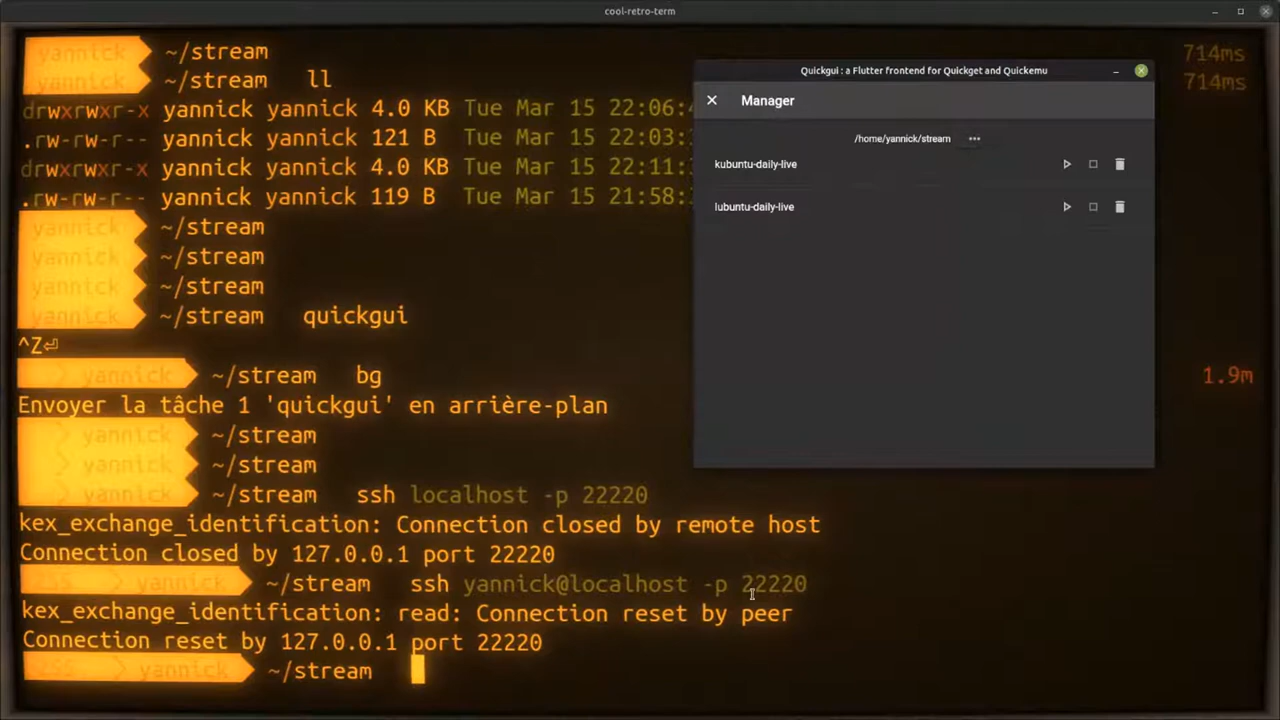 cool-retro-term
yannick ~/stream 714ms
yannick ~/stream ll 714ms
drwxrwxr-x yannick yannick 4.0 KB Tue Mar 15 22:06:4
.rw-rw-r-- yannick yannick 121 B Tue Mar 15 22:03:
drwxrwxr-x yannick yannick 4.0 KB Tue Mar 15 22:11:
.rw-rw-r-- yannick yannick 119 B Tue Mar 15 21:58:
yannick ~/stream
yannick ~/stream
yannick ~/stream
yannick ~/stream quickgui
^Z⏎
yannick ~/stream bg 1.9m
Envoyer la tâche 1 'quickgui' en arrière-plan
yannick ~/stream
yannick ~/stream
yannick ~/stream ssh localhost -p 22220
kex_exchange_identification: Connection closed by remote host
Connection closed by 127.0.0.1 port 22220
255 yannick ~/stream ssh yannick@localhost -p 22220
kex_exchange_identification: read: Connection reset by peer
Connection reset by 127.0.0.1 port 22220
255 yannick ~/stream
Quickgui : a Flutter frontend for Quickget and Quickemu
Manager
/home/yannick/stream ...
kubuntu-daily-live
lubuntu-daily-live